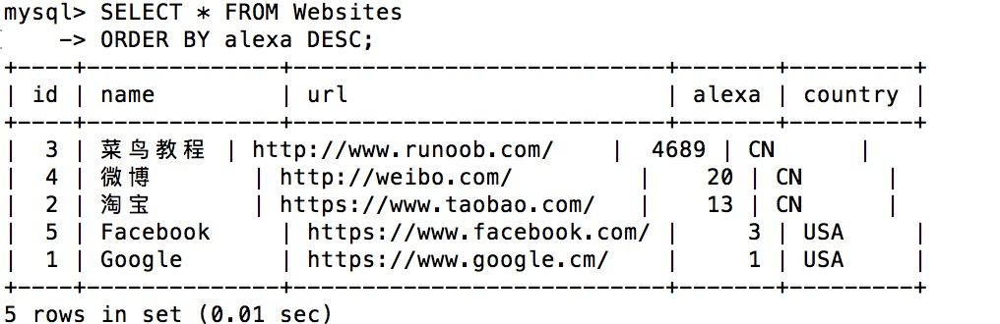 mysql> SELECT * FROM Websites
    -> ORDER BY alexa DESC;
+----+--------------+---------------------------+-------+---------+
| id | name         | url                       | alexa | country |
+----+--------------+---------------------------+-------+---------+
|  3 | 菜鸟教程 | http://www.runoob.com/    |  4689 | CN      |
|  4 | 微博       | http://weibo.com/         |    20 | CN      |
|  2 | 淘宝       | https://www.taobao.com/   |    13 | CN      |
|  5 | Facebook     | https://www.facebook.com/ |     3 | USA     |
|  1 | Google       | https://www.google.cm/    |     1 | USA     |
+----+--------------+---------------------------+-------+---------+
5 rows in set (0.01 sec)